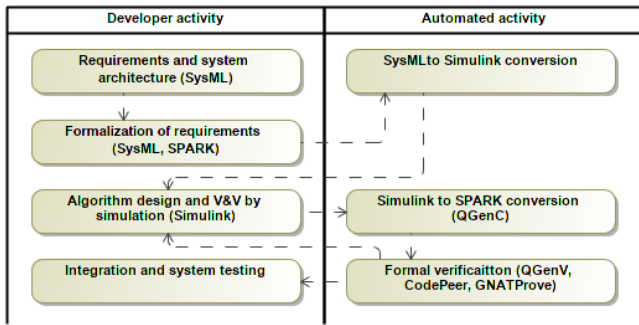 Developer activity
Automated activity
Requirements and system
architecture (SysML)
SysMLto Simulink conversion
Formalization of requirements
(SysML, SPARK)
Algorithm design and V&V by
simulation (Simulink)
Simulink to SPARK conversion
(QGenC)
Integration and system testing
Formal verificaitton (QGenV,
CodePeer, GNATProve)